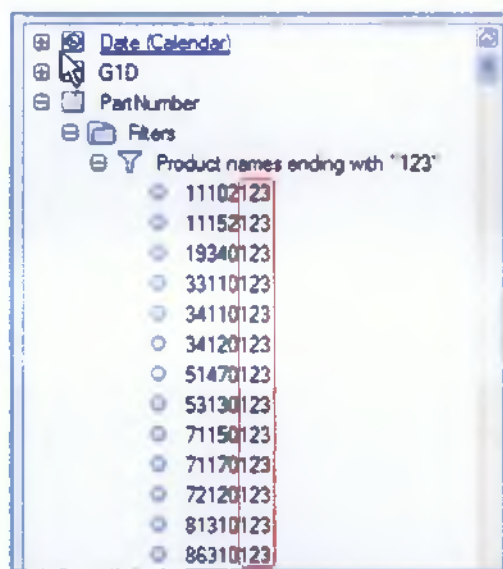 Date (Calendar)
G1D
PartNumber
Filters
Product names ending with "123"
11102123
11152123
19340123
33110123
34110123
34120123
51470123
53130123
71150123
71170123
72120123
81310123
86310123